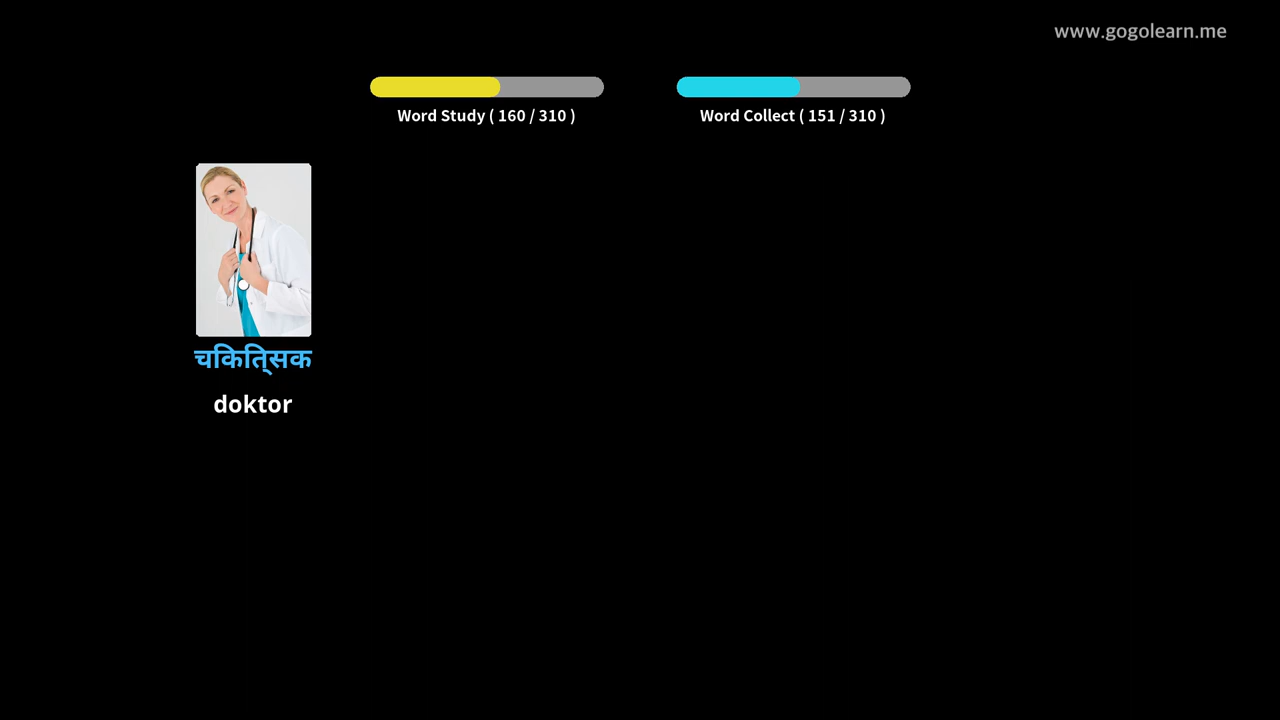 www.gogolearn.me
Word Study ( 160 / 310 )
Word Collect ( 151 / 310 )
चिकित्सक
doktor